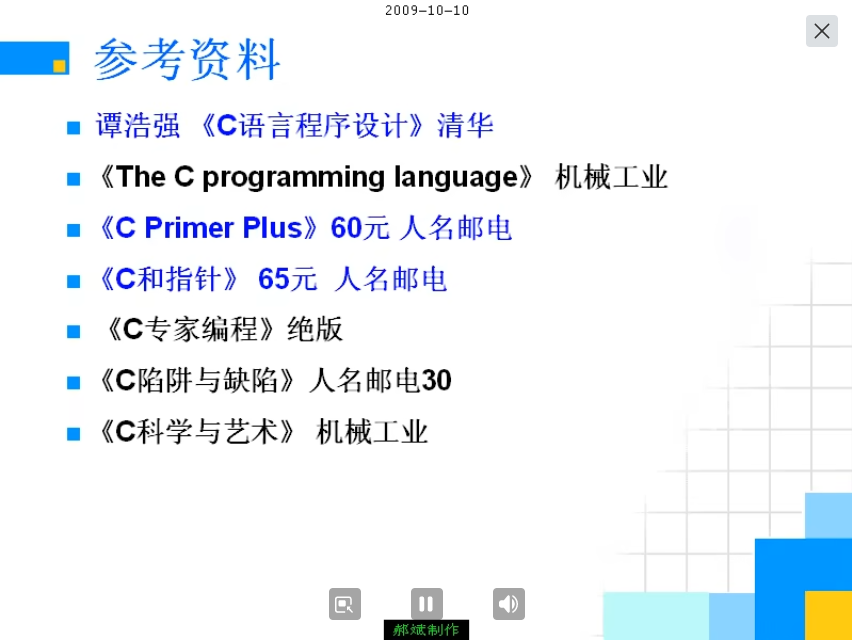 2009-10-10
参考资料
谭浩强 《C语言程序设计》清华
《The C programming language》 机械工业
《C Primer Plus》60元 人名邮电
《C和指针》 65元 人名邮电
《C专家编程》绝版
《C陷阱与缺陷》人名邮电30
《C科学与艺术》 机械工业
郝斌制作